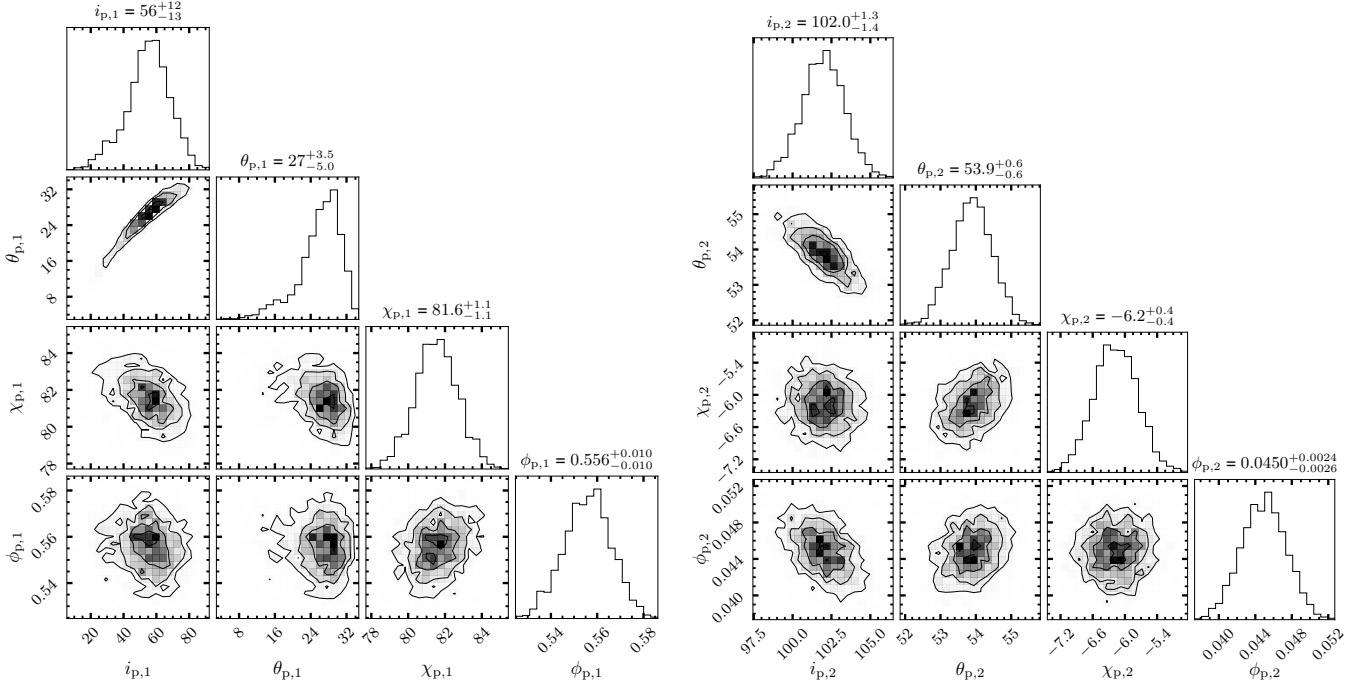 i_{p,1} = 56^{+12}_{-13}
θ_{p,1} = 27^{+3.5}_{-5.0}
χ_{p,1} = 81.6^{+1.1}_{-1.1}
φ_{p,1} = 0.556^{+0.010}_{-0.010}
θ_{p,1}
32
24
16
8
χ_{p,1}
84
82
80
78
φ_{p,1}
0.58
0.56
0.54
20 40 60 80
i_{p,1}
8 16 24 32
θ_{p,1}
78 80 82 84
χ_{p,1}
0.54 0.56 0.58
φ_{p,1}
i_{p,2} = 102.0^{+1.3}_{-1.4}
θ_{p,2} = 53.9^{+0.6}_{-0.6}
χ_{p,2} = −6.2^{+0.4}_{-0.4}
φ_{p,2} = 0.0450^{+0.0024}_{-0.0026}
θ_{p,2}
55
54
53
52
χ_{p,2}
−5.4
−6.0
−6.6
−7.2
φ_{p,2}
0.052
0.048
0.044
0.040
97.5 100.0 102.5 105.0
i_{p,2}
52 53 54 55
θ_{p,2}
−7.2 −6.6 −6.0 −5.4
χ_{p,2}
0.040 0.044 0.048 0.052
φ_{p,2}